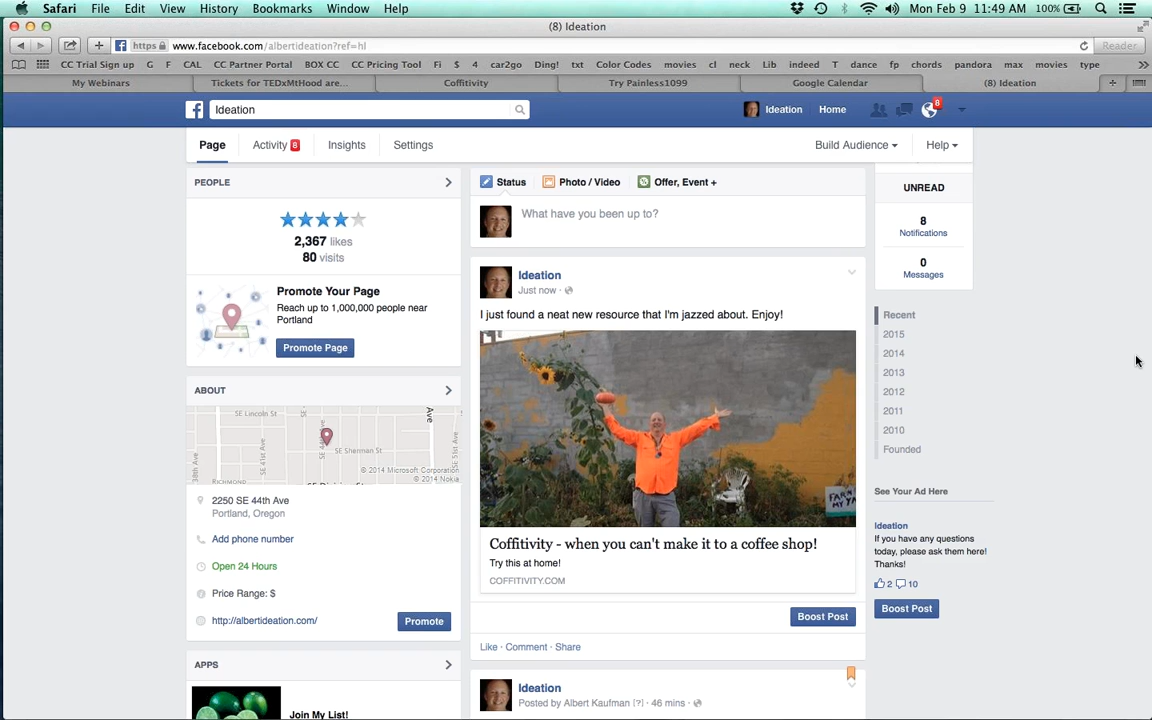 Safari File Edit View History Bookmarks Window Help Mon Feb 9 11:49 AM 100%
(8) Ideation
https www.facebook.com/albertideation?ref=hl Reader
CC Trial Sign up G F CAL CC Partner Portal BOX CC CC Pricing Tool Fi $ 4 car2go Ding! txt Color Codes movies cl neck Lib indeed T dance fp chords pandora max movies type
My Webinars Tickets for TEDxMtHood are... Coffitivity Try Painless1099 Google Calendar (8) Ideation
Ideation
Ideation Home 8
Page Activity 8 Insights Settings Build Audience Help
PEOPLE
2,367 likes
80 visits
Promote Your Page
Reach up to 1,000,000 people near
Portland
Promote Page
ABOUT
SE Lincoln St
Ave
SE 41st Ave
SE Sherman St
RICHMOND
© 2014 Microsoft Corporation
© 2014 Nokia
2250 SE 44th Ave
Portland, Oregon
Add phone number
Open 24 Hours
Price Range: $
http://albertideation.com/
Promote
APPS
Join My List!
Status Photo / Video Offer, Event +
What have you been up to?
Ideation
Just now
I just found a neat new resource that I'm jazzed about. Enjoy!
Coffitivity - when you can't make it to a coffee shop!
Try this at home!
COFFITIVITY.COM
Boost Post
Like · Comment · Share
Ideation
Posted by Albert Kaufman [?] · 46 mins ·
UNREAD
8
Notifications
0
Messages
Recent
2015
2014
2013
2012
2011
2010
Founded
See Your Ad Here
Ideation
If you have any questions
today, please ask them here!
Thanks!
2 10
Boost Post